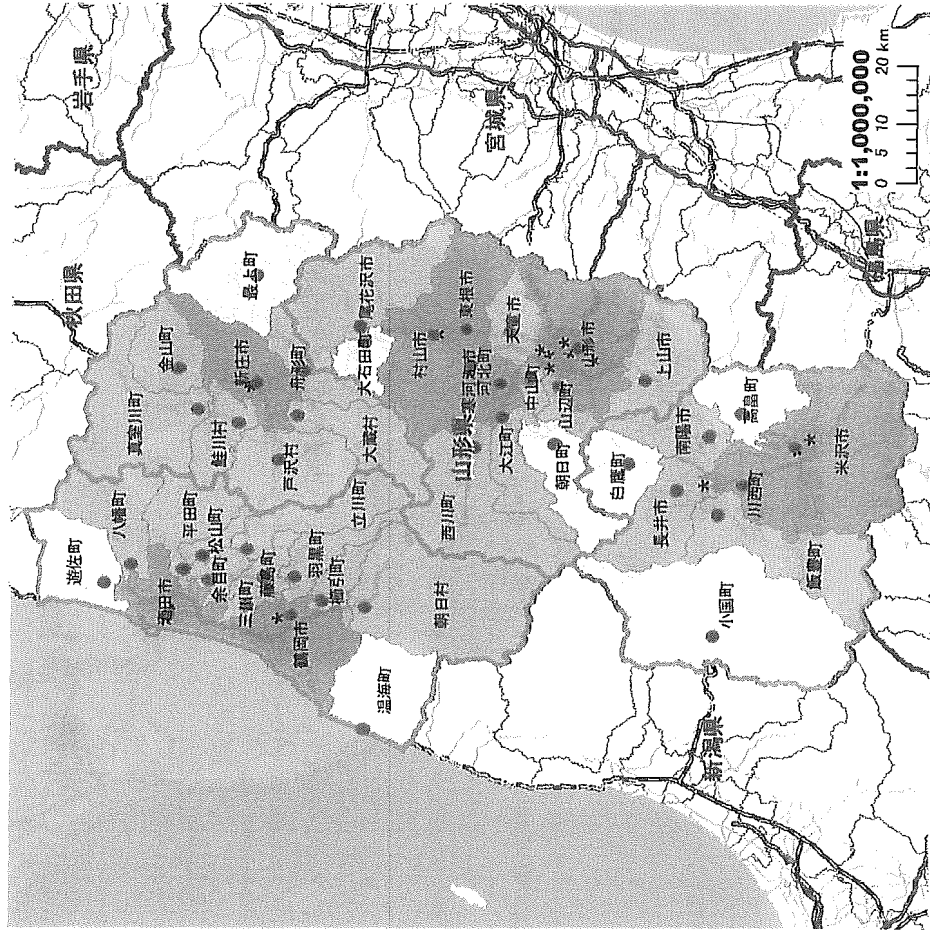 岩手県
秋田県
宮城県
山形県
福島県
新潟県
遊佐町
八幡町
酒田市
平田町
松山町
余目町
三川町
藤島町
羽黒町
櫛引町
鶴岡市
立川町
朝日村
温海町
真室川町
金山町
最上町
新庄市
鮭川村
戸沢村
舟形町
大蔵村
尾花沢市
大石田町
村山市
東根市
河北町
寒河江市
天童市
西川町
大江町
中山町
山辺町
山形市
上山市
朝日町
白鷹町
長井市
南陽市
高畠町
川西町
米沢市
飯豊町
小国町
1:1,000,000
0 5 10 20 km